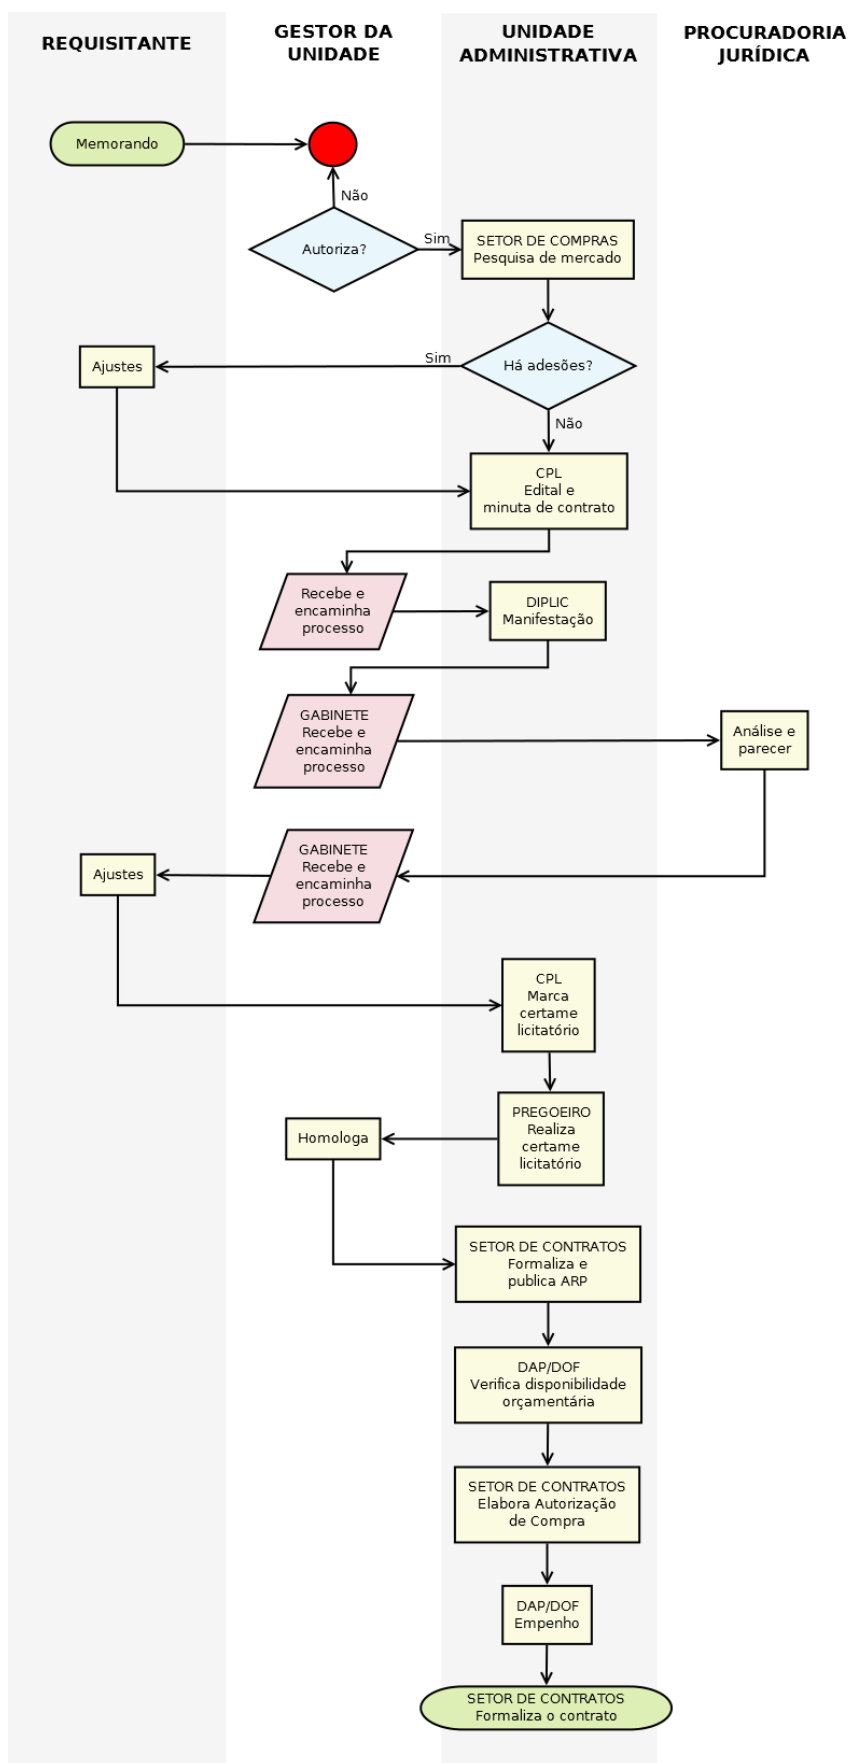 REQUISITANTE
GESTOR DA
UNIDADE
UNIDADE
ADMINISTRATIVA
PROCURADORIA
JURÍDICA
Memorando
Não
Autoriza?
Sim
SETOR DE COMPRAS
Pesquisa de mercado
Há adesões?
Sim
Ajustes
Não
CPL
Edital e
minuta de contrato
Recebe e
encaminha
processo
DIPLIC
Manifestação
GABINETE
Recebe e
encaminha
processo
Análise e
parecer
GABINETE
Recebe e
encaminha
processo
Ajustes
CPL
Marca
certame
licitatório
PREGOEIRO
Realiza
certame
licitatório
Homologa
SETOR DE CONTRATOS
Formaliza e
publica ARP
DAP/DOF
Verifica disponibilidade
orçamentária
SETOR DE CONTRATOS
Elabora Autorização
de Compra
DAP/DOF
Empenho
SETOR DE CONTRATOS
Formaliza o contrato